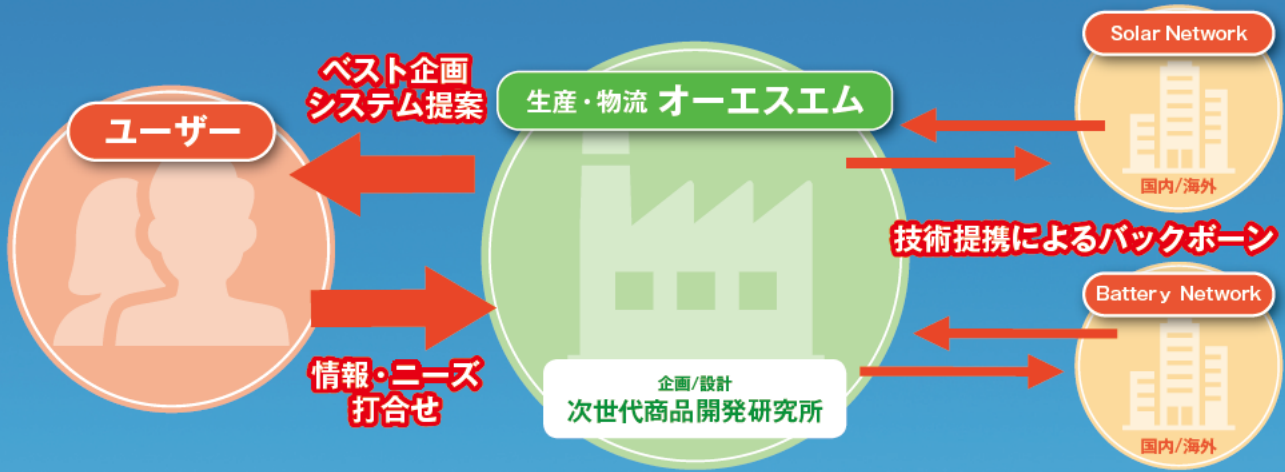 ユーザー
ベスト企画
システム提案
情報・ニーズ
打合せ
生産・物流 オーエスエム
企画/設計
次世代商品開発研究所
Solar Network
国内/海外
技術提携によるバックボーン
Battery Network
国内/海外